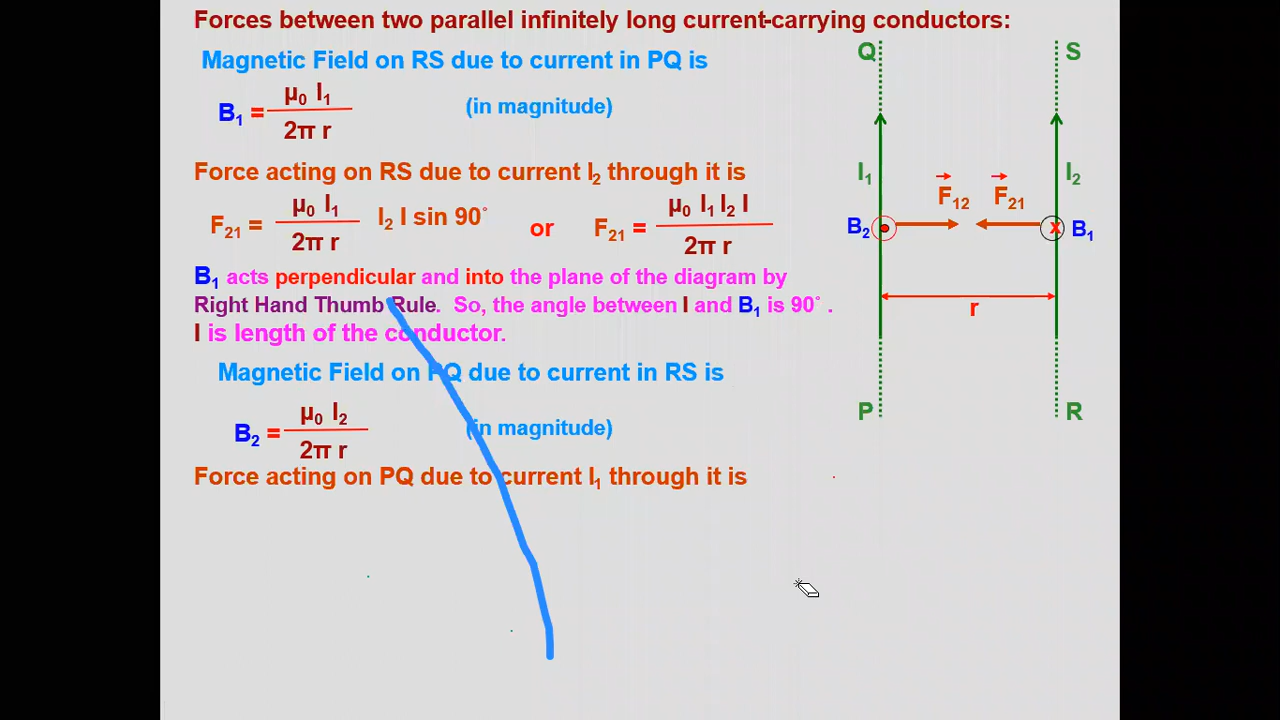 Forces between two parallel infinitely long current-carrying conductors:
Magnetic Field on RS due to current in PQ is
B₁ = μ₀ I₁ / 2π r (in magnitude)
Force acting on RS due to current I₂ through it is
F₂₁ = μ₀ I₁ / 2π r I₂ l sin 90˚ or F₂₁ = μ₀ I₁ I₂ l / 2π r
B₁ acts perpendicular and into the plane of the diagram by
Right Hand Thumb Rule. So, the angle between l and B₁ is 90˚ .
l is length of the conductor.
Magnetic Field on PQ due to current in RS is
B₂ = μ₀ I₂ / 2π r (in magnitude)
Force acting on PQ due to current I₁ through it is
Q S
I₁ I₂
F₁₂ F₂₁
B₂ x B₁
r
P R